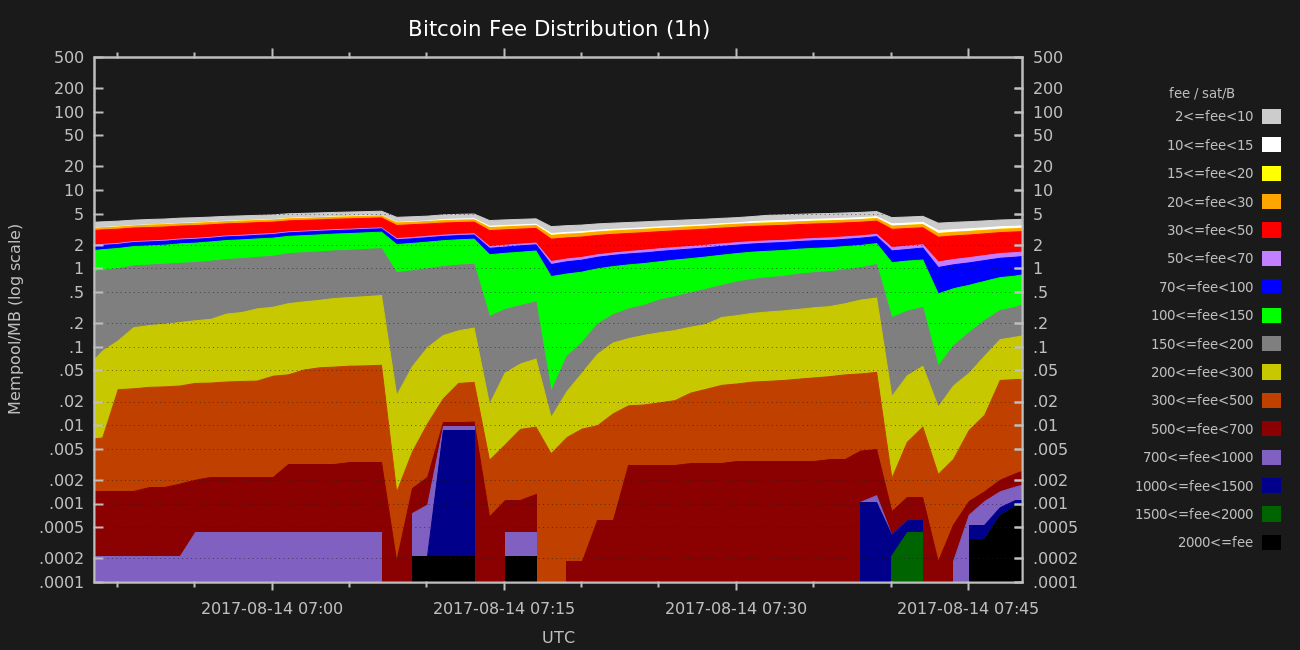 Bitcoin Fee Distribution (1h)
500
200
100
50
20
10
5
2
1
.5
.2
.1
.05
.02
.01
.005
.002
.001
.0005
.0002
.0001
Mempool/MB (log scale)
500
200
100
50
20
10
5
2
1
.5
.2
.1
.05
.02
.01
.005
.002
.001
.0005
.0002
.0001
2017-08-14 07:00
2017-08-14 07:15
2017-08-14 07:30
2017-08-14 07:45
UTC
fee / sat/B
2<=fee<10
10<=fee<15
15<=fee<20
20<=fee<30
30<=fee<50
50<=fee<70
70<=fee<100
100<=fee<150
150<=fee<200
200<=fee<300
300<=fee<500
500<=fee<700
700<=fee<1000
1000<=fee<1500
1500<=fee<2000
2000<=fee